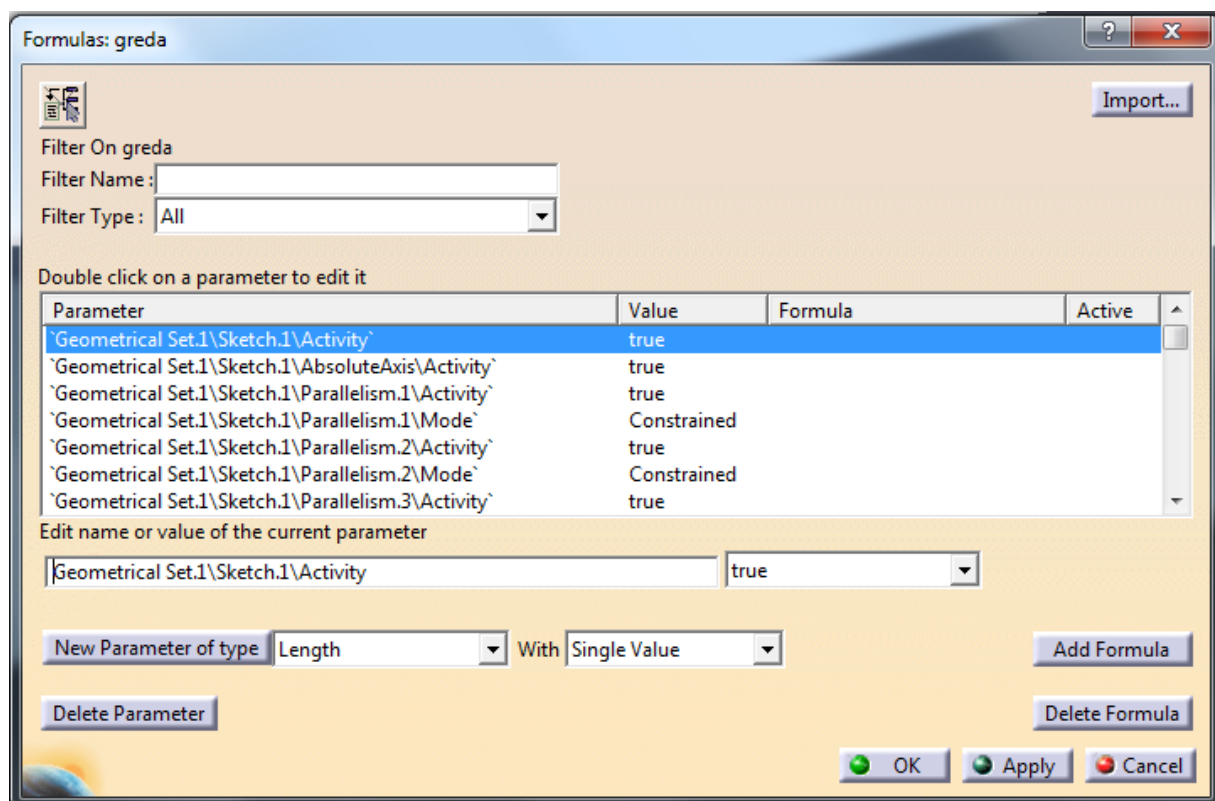 Formulas: greda
?
X
Import...
Filter On greda
Filter Name :
Filter Type : All
Double click on a parameter to edit it
Parameter Value Formula Active
`Geometrical Set.1\Sketch.1\Activity` true
`Geometrical Set.1\Sketch.1\AbsoluteAxis\Activity` true
`Geometrical Set.1\Sketch.1\Parallelism.1\Activity` true
`Geometrical Set.1\Sketch.1\Parallelism.1\Mode` Constrained
`Geometrical Set.1\Sketch.1\Parallelism.2\Activity` true
`Geometrical Set.1\Sketch.1\Parallelism.2\Mode` Constrained
`Geometrical Set.1\Sketch.1\Parallelism.3\Activity` true
Edit name or value of the current parameter
Geometrical Set.1\Sketch.1\Activity true
New Parameter of type Length With Single Value Add Formula
Delete Parameter Delete Formula
OK Apply Cancel